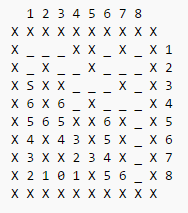 1 2 3 4 5 6 7 8
X X X X X X X X X X
X _ _ _ X X _ X _ X 1
X _ X _ _ X _ _ _ X 2
X S X X _ _ _ X _ X 3
X 6 X 6 _ X _ _ _ X 4
X 5 6 5 X X 6 X _ X 5
X 4 X 4 3 X 5 X _ X 6
X 3 X X 2 3 4 X _ X 7
X 2 1 0 1 X 5 6 _ X 8
X X X X X X X X X X